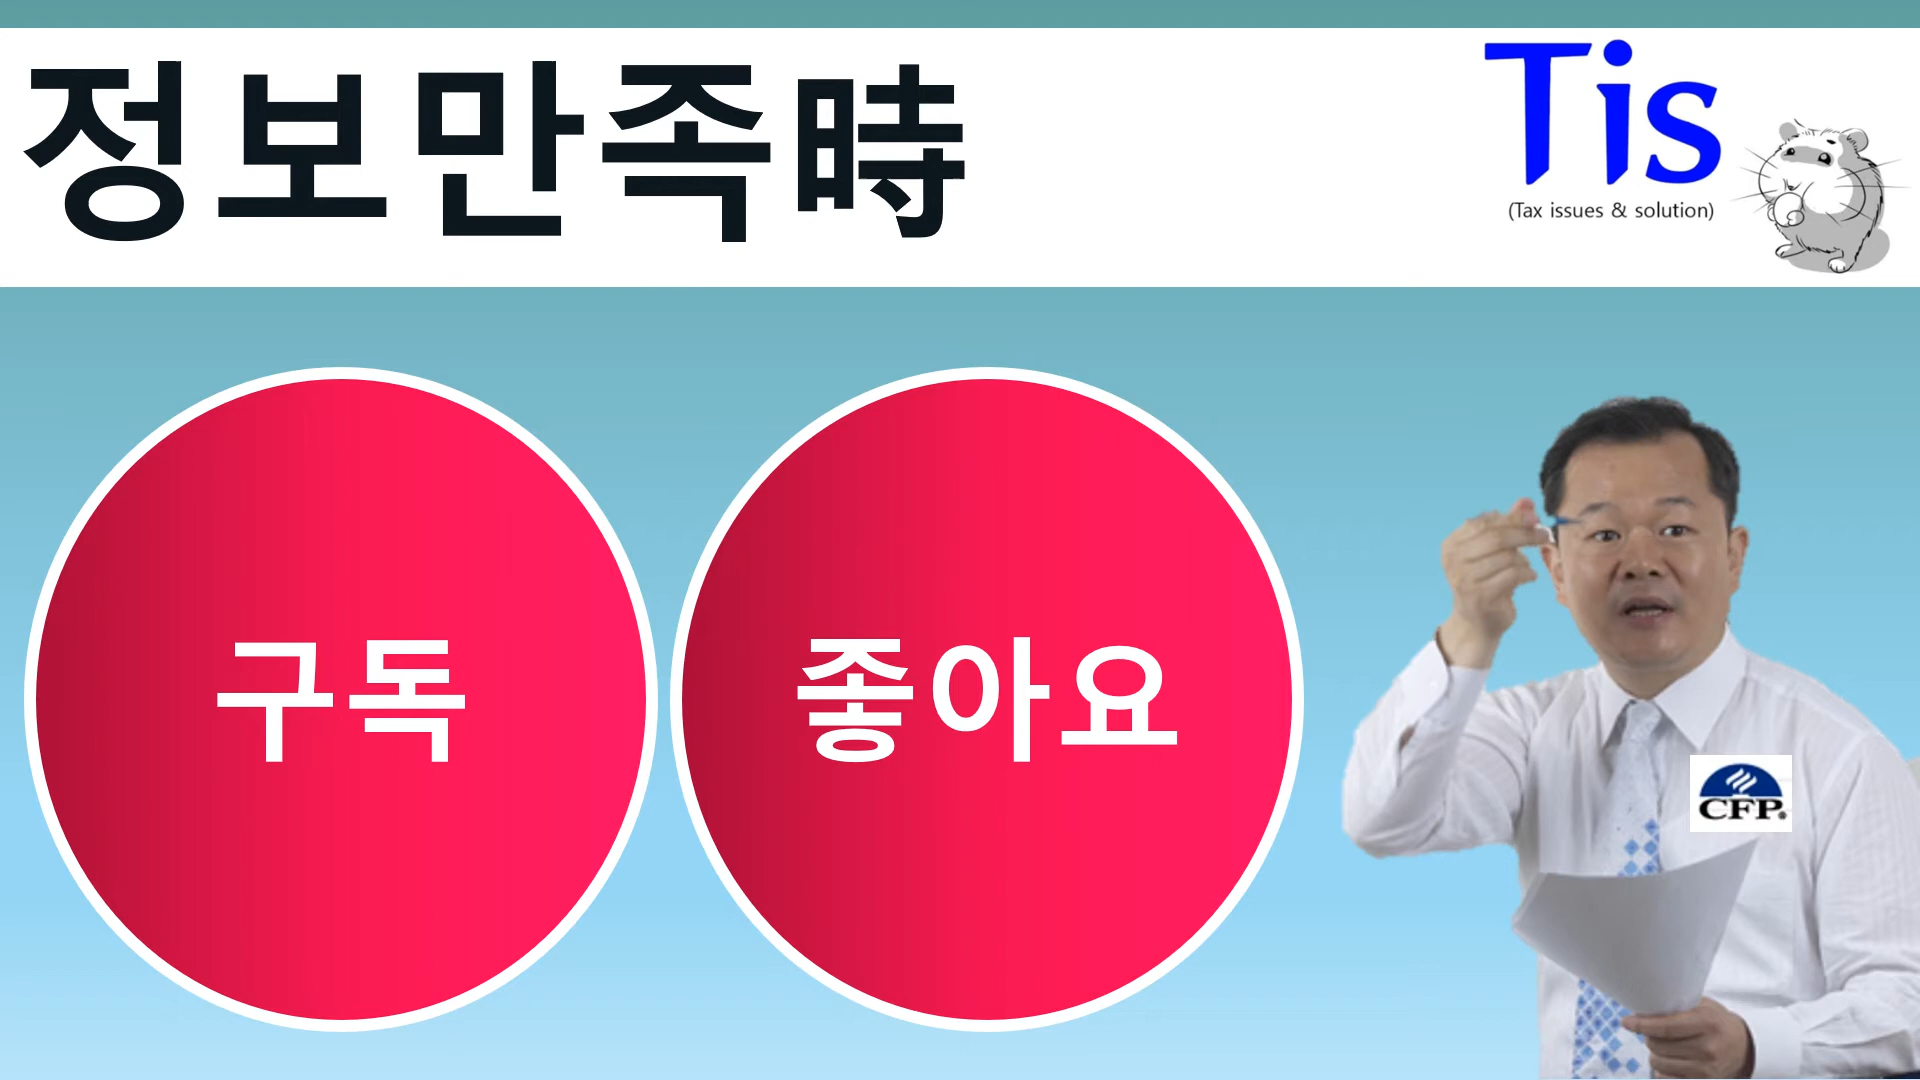 정보만족時
Tis
(Tax issues & solution)
구독
좋아요
CFP®